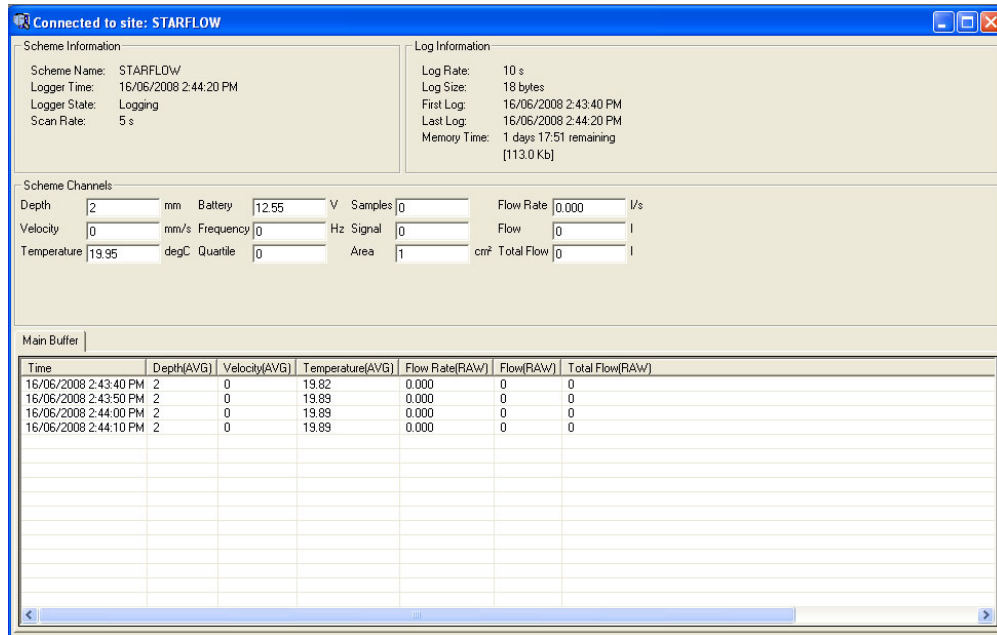 Connected to site: STARFLOW
Scheme Information
Scheme Name: STARFLOW
Logger Time: 16/06/2008 2:44:20 PM
Logger State: Logging
Scan Rate: 5 s
Log Information
Log Rate: 10 s
Log Size: 18 bytes
First Log: 16/06/2008 2:43:40 PM
Last Log: 16/06/2008 2:44:20 PM
Memory Time: 1 days 17:51 remaining
[113.0 Kb]
Scheme Channels
Depth 2 mm Battery 12.55 V Samples 0 Flow Rate 0.000 l/s
Velocity 0 mm/s Frequency 0 Hz Signal 0 Flow 0 l
Temperature 19.95 degC Quartile 0 Area 1 cm² Total Flow 0 l
Main Buffer
Time Depth(AVG) Velocity(AVG) Temperature(AVG) Flow Rate(RAW) Flow(RAW) Total Flow(RAW)
16/06/2008 2:43:40 PM 2 0 19.82 0.000 0 0
16/06/2008 2:43:50 PM 2 0 19.89 0.000 0 0
16/06/2008 2:44:00 PM 2 0 19.89 0.000 0 0
16/06/2008 2:44:10 PM 2 0 19.89 0.000 0 0